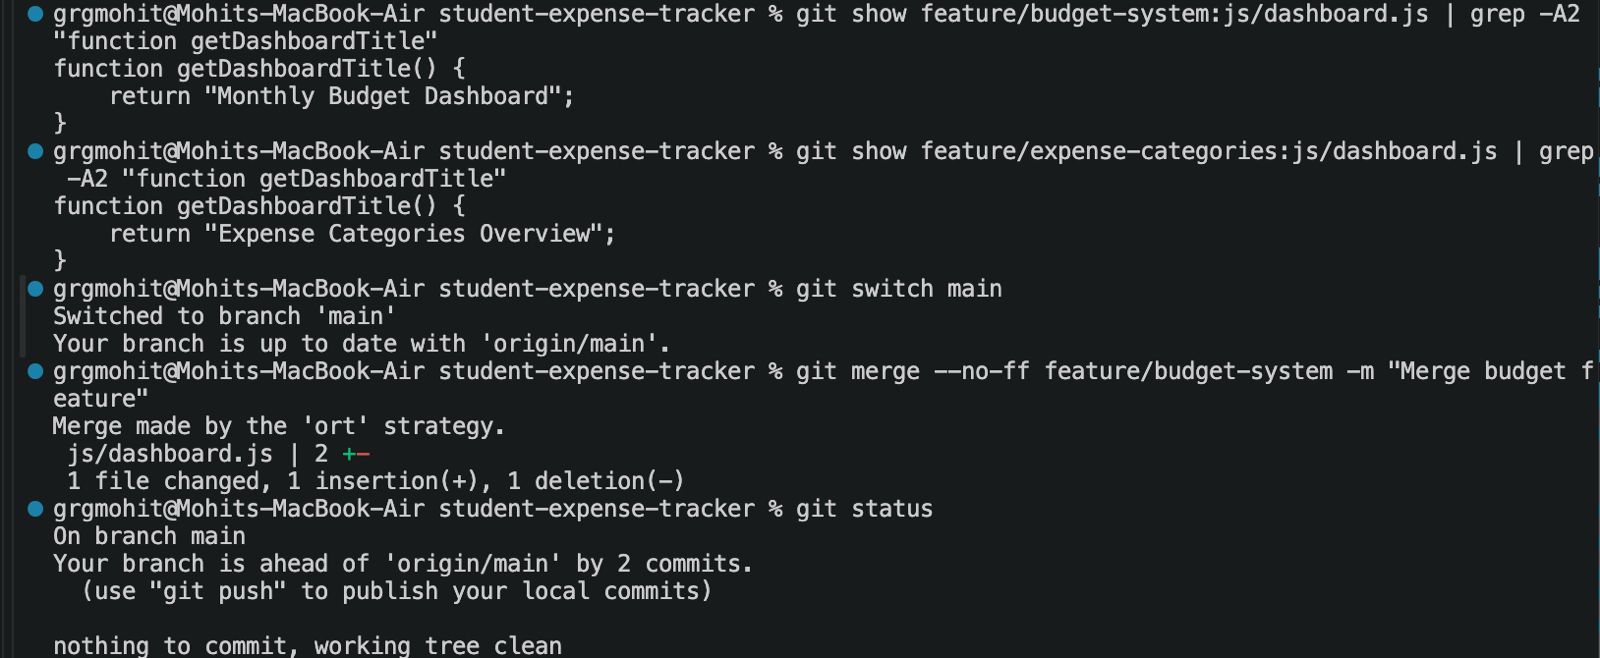 grgmohit@Mohits-MacBook-Air student-expense-tracker % git show feature/budget-system:js/dashboard.js | grep -A2
"function getDashboardTitle"
function getDashboardTitle() {
    return "Monthly Budget Dashboard";
}
grgmohit@Mohits-MacBook-Air student-expense-tracker % git show feature/expense-categories:js/dashboard.js | grep
 -A2 "function getDashboardTitle"
function getDashboardTitle() {
    return "Expense Categories Overview";
}
grgmohit@Mohits-MacBook-Air student-expense-tracker % git switch main
Switched to branch 'main'
Your branch is up to date with 'origin/main'.
grgmohit@Mohits-MacBook-Air student-expense-tracker % git merge --no-ff feature/budget-system -m "Merge budget f
eature"
Merge made by the 'ort' strategy.
 js/dashboard.js | 2 +-
 1 file changed, 1 insertion(+), 1 deletion(-)
grgmohit@Mohits-MacBook-Air student-expense-tracker % git status
On branch main
Your branch is ahead of 'origin/main' by 2 commits.
  (use "git push" to publish your local commits)

nothing to commit, working tree clean